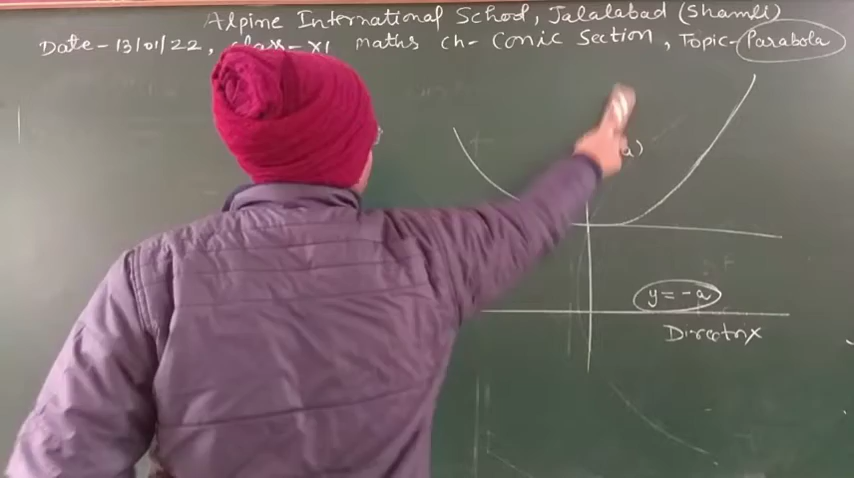 Alpine International School, Jalalabad (Shamli)
Date - 13/01/22, Class - XI maths ch- Conic Section, Topic- Parabola
a)
y = -a
Directrix